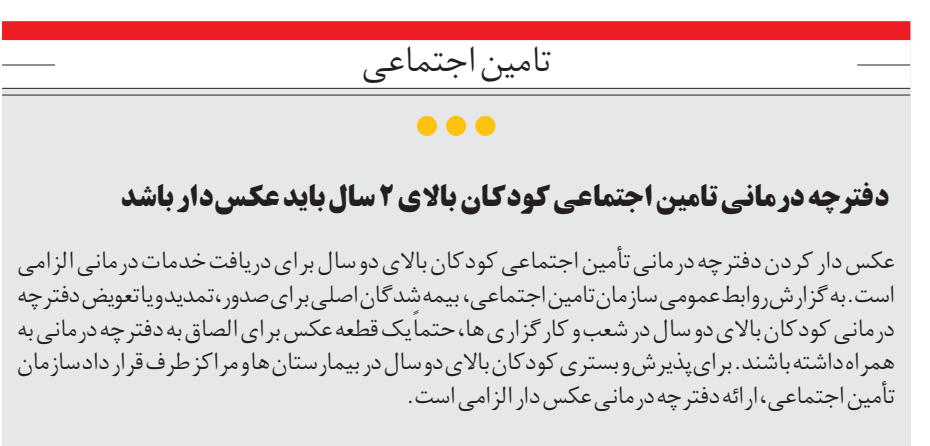 تامین اجتماعی
دفترچه درمانی تامین اجتماعی کودکان بالای ۲ سال باید عکس‌دار باشد
عکس دار کردن دفترچه درمانی تأمین اجتماعی کودکان بالای دو سال برای دریافت خدمات درمانی الزامی
است. به گزارش روابط عمومی سازمان تامین اجتماعی، بیمه شدگان اصلی برای صدور، تمدید و یا تعویض دفترچه
درمانی کودکان بالای دو سال در شعب و کارگزاری ها، حتماً یک قطعه عکس برای الصاق به دفترچه درمانی به
همراه داشته باشند. برای پذیرش و بستری کودکان بالای دو سال در بیمارستان ها و مراکز طرف قرار داد سازمان
تأمین اجتماعی، ارائه دفترچه درمانی عکس دار الزامی است.